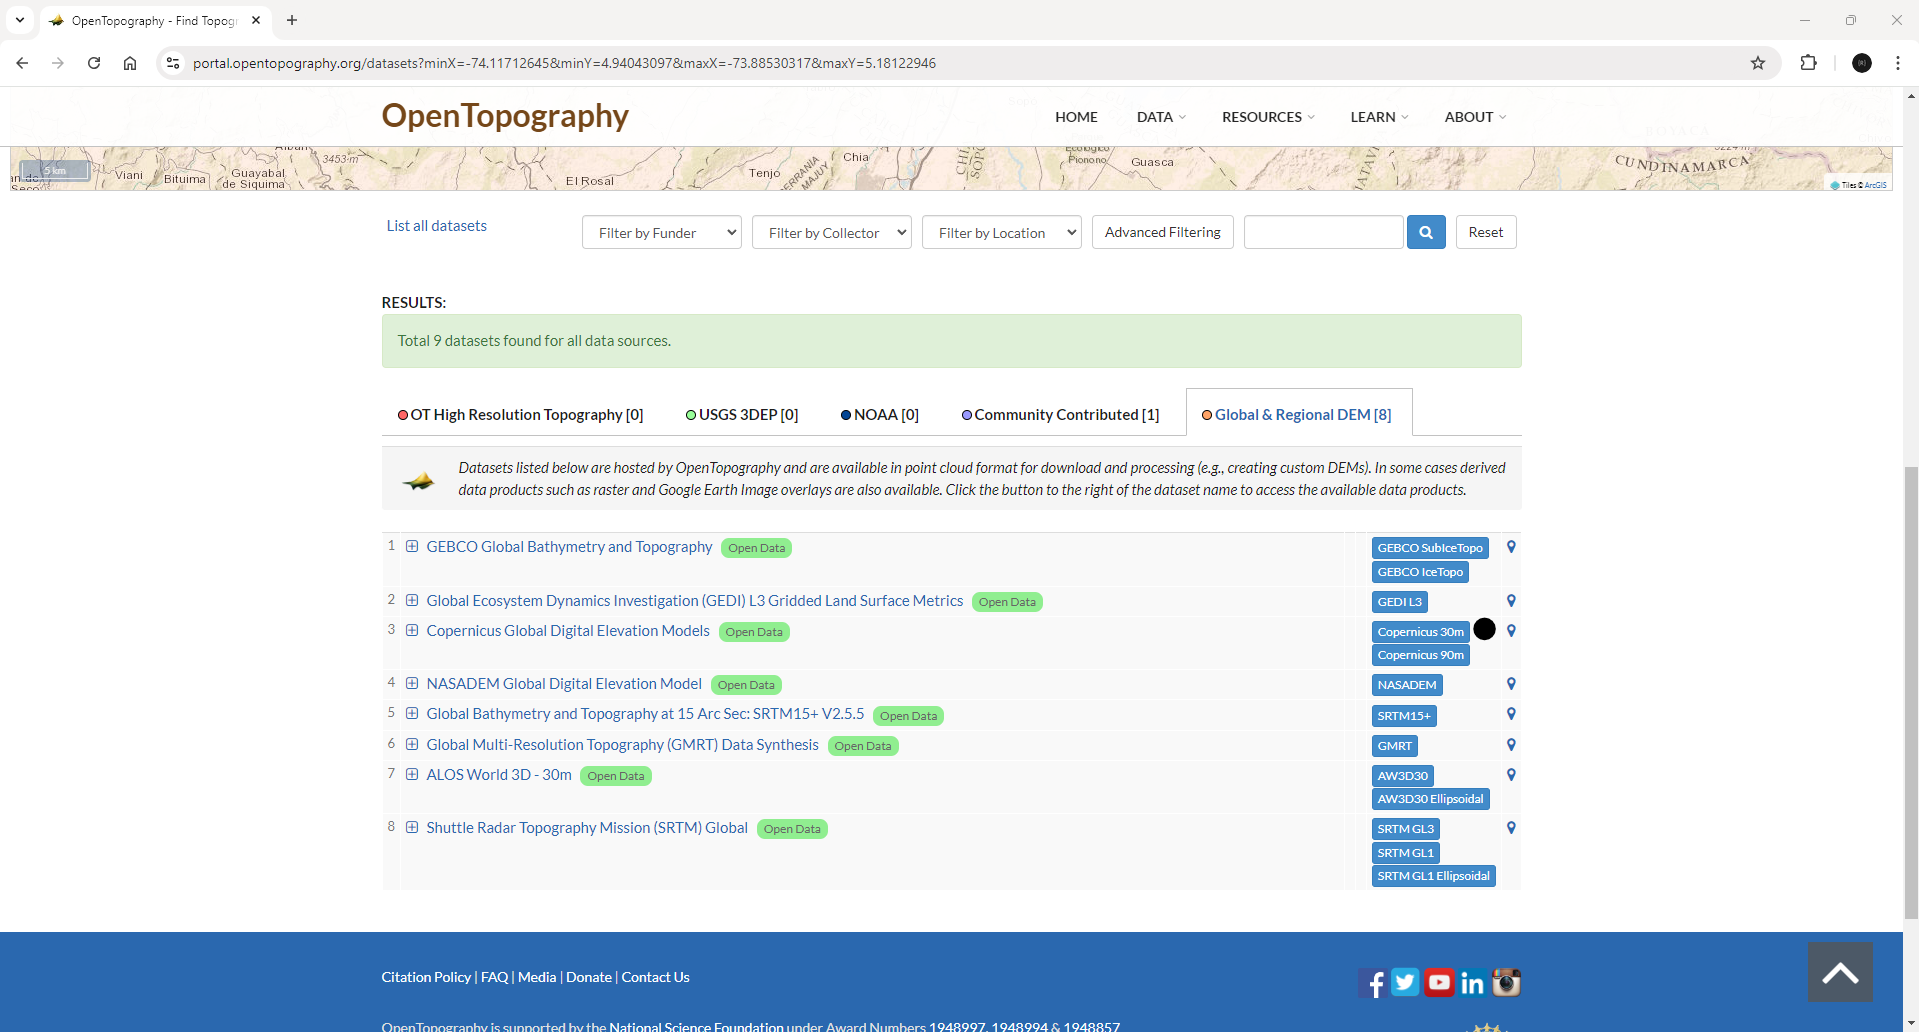 OpenTopography - Find Topogr
portal.opentopography.org/datasets?minX=-74.11712645&minY=4.94043097&maxX=-73.88530317&maxY=5.18122946
OpenTopography
HOME
DATA
RESOURCES
LEARN
ABOUT
3453-m
5 km
Viani
Bituima
Guayabal
de Siquima
El Rosal
Tenjo
Chia
Pionono
Guasca
CUNDINAMARCA
Tiles © ArcGIS
List all datasets
Filter by Funder
Filter by Collector
Filter by Location
Advanced Filtering
Reset
RESULTS:
Total 9 datasets found for all data sources.
OT High Resolution Topography [0]
USGS 3DEP [0]
NOAA [0]
Community Contributed [1]
Global & Regional DEM [8]
Datasets listed below are hosted by OpenTopography and are available in point cloud format for download and processing (e.g., creating custom DEMs). In some cases derived
data products such as raster and Google Earth Image overlays are also available. Click the button to the right of the dataset name to access the available data products.
1 GEBCO Global Bathymetry and Topography Open Data GEBCO SubIceTopo
GEBCO IceTopo
2 Global Ecosystem Dynamics Investigation (GEDI) L3 Gridded Land Surface Metrics Open Data GEDI L3
3 Copernicus Global Digital Elevation Models Open Data Copernicus 30m
Copernicus 90m
4 NASADEM Global Digital Elevation Model Open Data NASADEM
5 Global Bathymetry and Topography at 15 Arc Sec: SRTM15+ V2.5.5 Open Data SRTM15+
6 Global Multi-Resolution Topography (GMRT) Data Synthesis Open Data GMRT
7 ALOS World 3D - 30m Open Data AW3D30
AW3D30 Ellipsoidal
8 Shuttle Radar Topography Mission (SRTM) Global Open Data SRTM GL3
SRTM GL1
SRTM GL1 Ellipsoidal
Citation Policy | FAQ | Media | Donate | Contact Us
OpenTopography is supported by the National Science Foundation under Award Numbers 1948997, 1948994 & 1948857